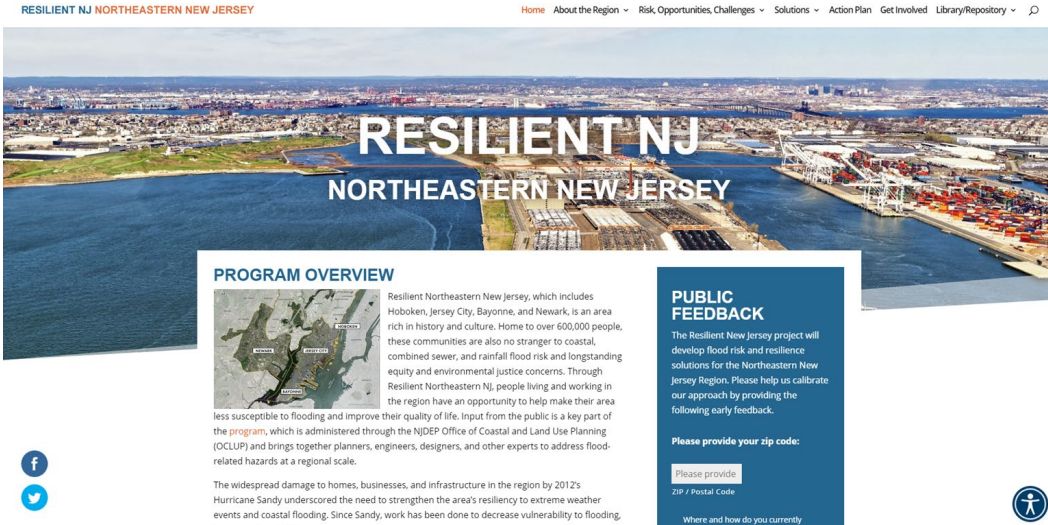 RESILIENT NJ NORTHEASTERN NEW JERSEY
Home About the Region Risk, Opportunities, Challenges Solutions Action Plan Get Involved Library/Repository
RESILIENT NJ
NORTHEASTERN NEW JERSEY
PROGRAM OVERVIEW
HOBOKEN
NEWARK
JERSEY CITY
BAYONNE
Resilient Northeastern New Jersey, which includes
Hoboken, Jersey City, Bayonne, and Newark, is an area
rich in history and culture. Home to over 600,000 people,
these communities are also no stranger to coastal,
combined sewer, and rainfall flood risk and longstanding
equity and environmental justice concerns. Through
Resilient Northeastern NJ, people living and working in
the region have an opportunity to help make their area
less susceptible to flooding and improve their quality of life. Input from the public is a key part of
the program, which is administered through the NJDEP Office of Coastal and Land Use Planning
(OCLUP) and brings together planners, engineers, designers, and other experts to address flood-
related hazards at a regional scale.
The widespread damage to homes, businesses, and infrastructure in the region by 2012's
Hurricane Sandy underscored the need to strengthen the area's resiliency to extreme weather
events and coastal flooding. Since Sandy, work has been done to decrease vulnerability to flooding,
PUBLIC
FEEDBACK
The Resilient New Jersey project will
develop flood risk and resilience
solutions for the Northeastern New
Jersey Region. Please help us calibrate
our approach by providing the
following early feedback.
Please provide your zip code:
Please provide
ZIP / Postal Code
Where and how do you currently